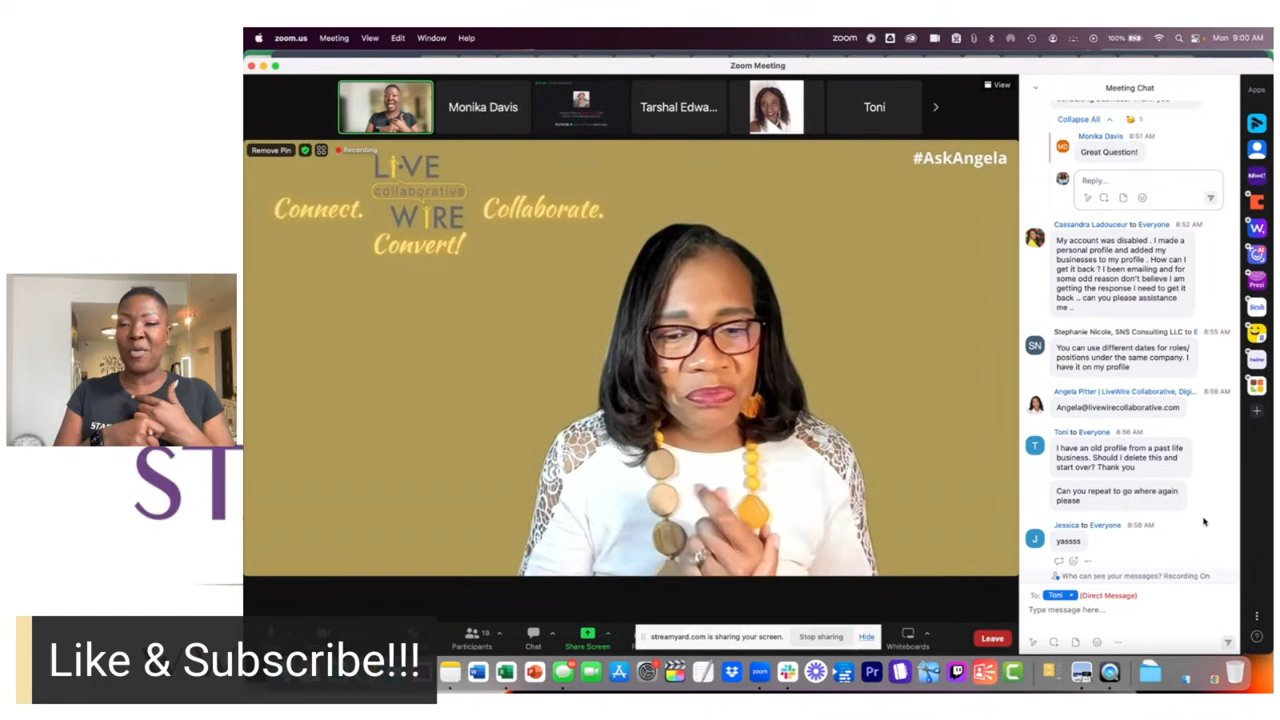 zoom.us Meeting View Edit Window Help
zoom
100%
Mon 9:00 AM
Zoom Meeting
Monika Davis
Tarshal Edwa...
Toni
View
Meeting Chat
Apps
Remove Pin
Recording
LIVE
collaborative
WIRE
Connect.
Collaborate.
Convert!
#AskAngela
Collapse All
1
Monika Davis 8:51 AM
MD
Great Question!
Reply...
Cassandra Ladouceur to Everyone 8:52 AM
My account was disabled . I made a
personal profile and added my
businesses to my profile . How can I
get it back ? I been emailing and for
some odd reason don't believe I am
getting the response I need to get it
back .. can you please assistance
me ..
Stephanie Nicole, SNS Consulting LLC to E 8:55 AM
SN
You can use different dates for roles/
positions under the same company. I
have it on my profile
Angela Pitter | LiveWire Collaborative, Digi... 8:56 AM
Angela@livewirecollaborative.com
Toni to Everyone 8:56 AM
T
I have an old profile from a past life
business. Should I delete this and
start over? Thank you
Can you repeat to go where again
please
Jessica to Everyone 8:58 AM
J
yassss
Who can see your messages? Recording On
To: Toni (Direct Message)
Type message here...
19
Participants
Chat
Share Screen
streamyard.com is sharing your screen.
Stop sharing
Hide
Whiteboards
Leave
STA
ST
Like & Subscribe!!!